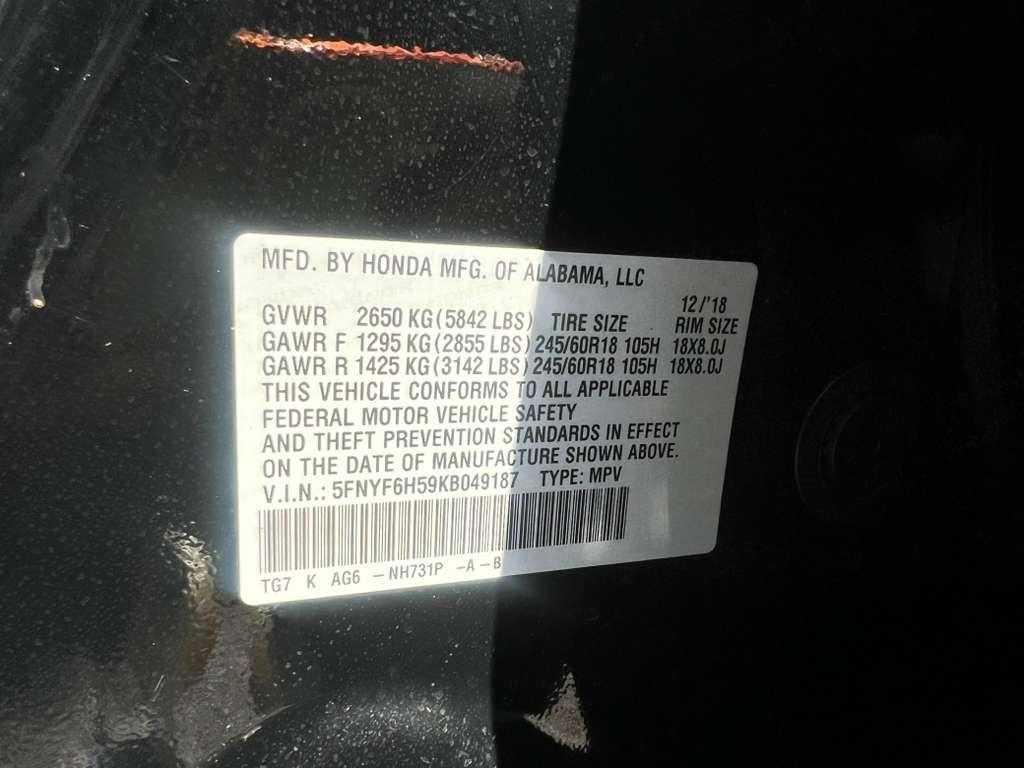 MFD. BY HONDA MFG. OF ALABAMA, LLC
12/'18
GVWR 2650 KG(5842 LBS) TIRE SIZE RIM SIZE
GAWR F 1295 KG(2855 LBS) 245/60R18 105H 18X8.0J
GAWR R 1425 KG(3142 LBS) 245/60R18 105H 18X8.0J
THIS VEHICLE CONFORMS TO ALL APPLICABLE
FEDERAL MOTOR VEHICLE SAFETY
AND THEFT PREVENTION STANDARDS IN EFFECT
ON THE DATE OF MANUFACTURE SHOWN ABOVE.
V.I.N.: 5FNYF6H59KB049187 TYPE: MPV
TG7 K AG6 -NH731P -A-B